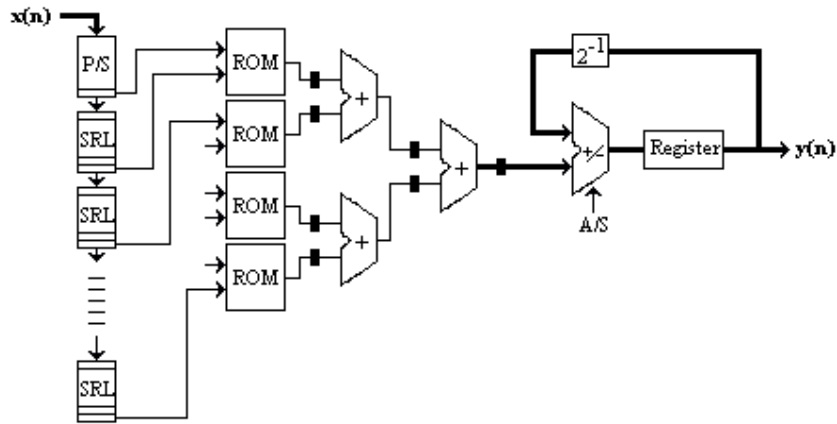 x(n)
P/S
SRL
SRL
SRL
ROM
ROM
ROM
ROM
+
+
+
2-1
+/-
A/S
Register
y(n)